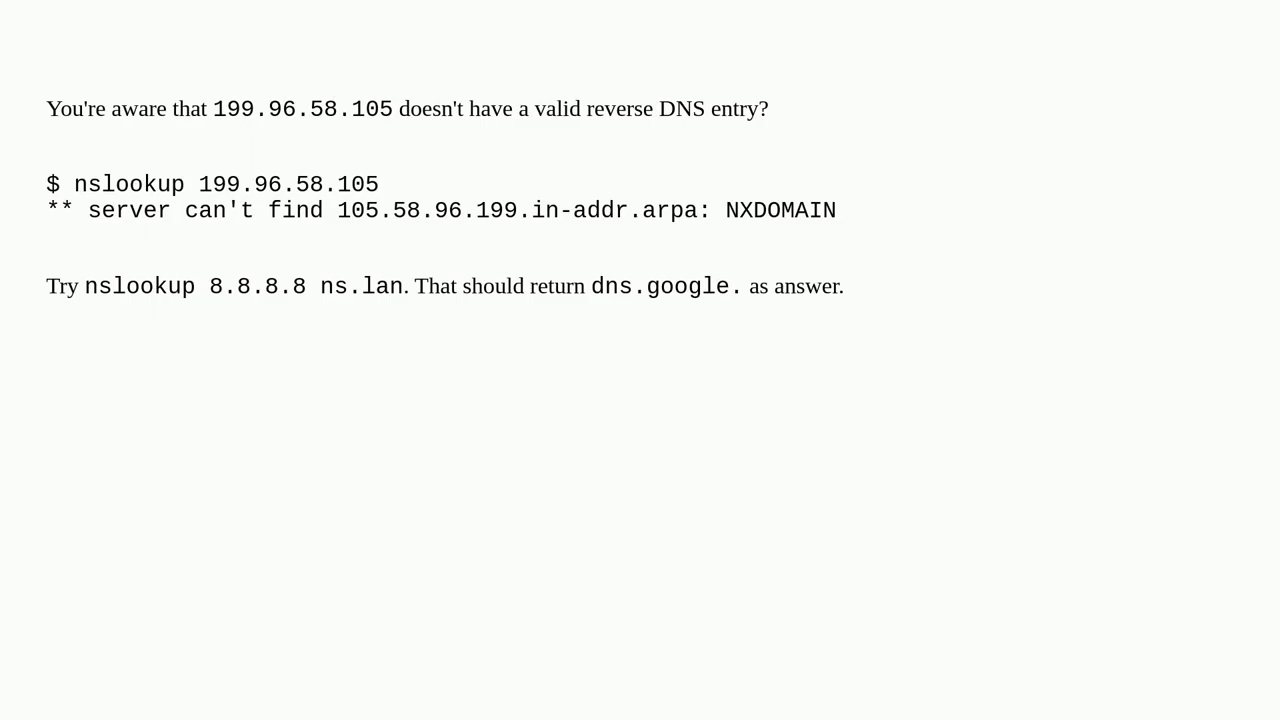 You're aware that 199.96.58.105 doesn't have a valid reverse DNS entry?
$ nslookup 199.96.58.105
** server can't find 105.58.96.199.in-addr.arpa: NXDOMAIN
Try nslookup 8.8.8.8 ns.lan. That should return dns.google. as answer.